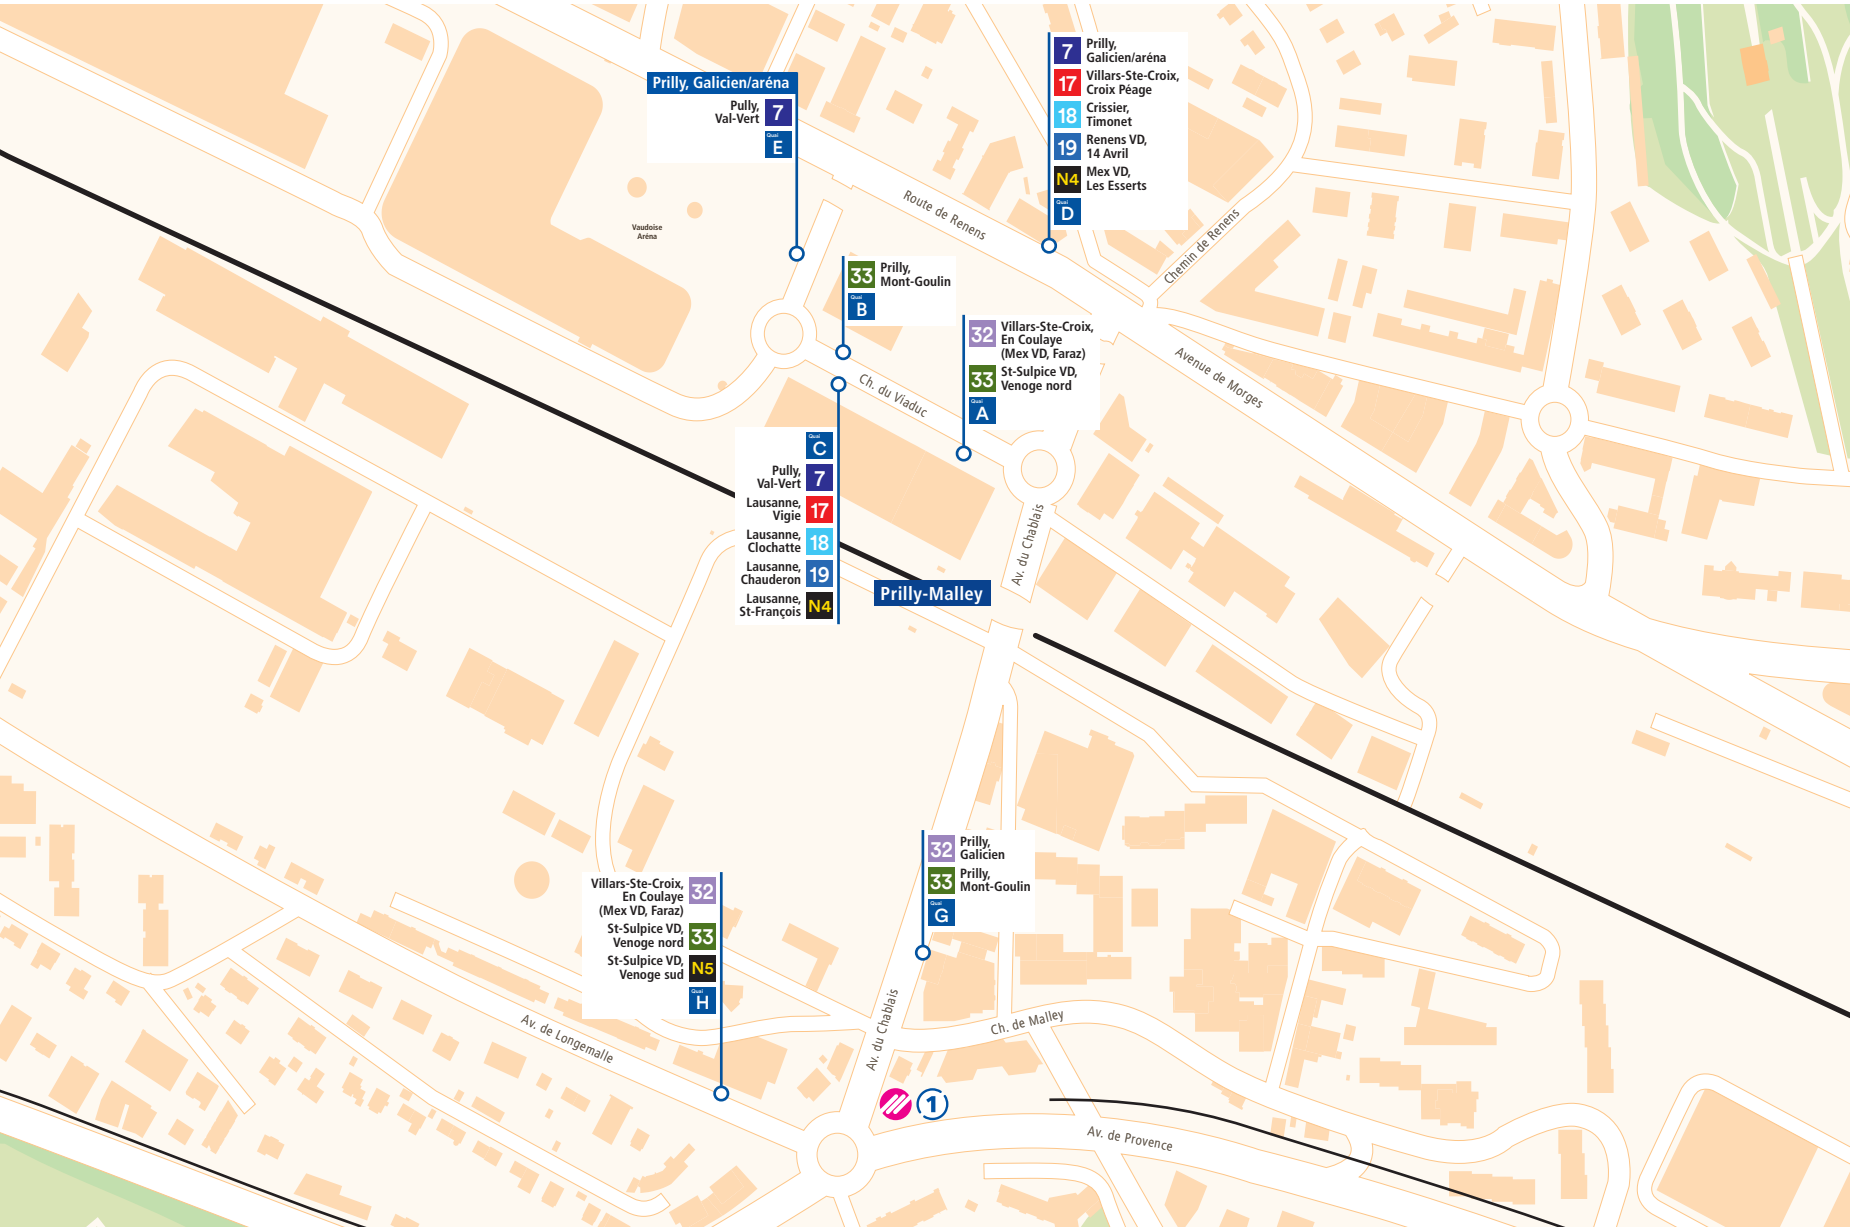 Prilly, Galicien/aréna
Pully,
Val-Vert
7
Quai
E
7
Prilly,
Galicien/aréna
17
Villars-Ste-Croix,
Croix Péage
18
Crissier,
Timonet
19
Renens VD,
14 Avril
N4
Mex VD,
Les Esserts
Quai
D
Route de Renens
Chemin de Renens
Vaudoise
Aréna
33
Prilly,
Mont-Goulin
Quai
B
32
Villars-Ste-Croix,
En Coulaye
(Mex VD, Faraz)
33
St-Sulpice VD,
Venoge nord
Quai
A
Ch. du Viaduc
Avenue de Morges
Quai
C
Pully,
Val-Vert
7
Lausanne,
Vigie
17
Lausanne,
Clochatte
18
Lausanne,
Chauderon
19
Lausanne,
St-François
N4
Av. du Chablais
Prilly-Malley
32
Prilly,
Galicien
33
Prilly,
Mont-Goulin
Quai
G
Villars-Ste-Croix,
En Coulaye
(Mex VD, Faraz)
32
St-Sulpice VD,
Venoge nord
33
St-Sulpice VD,
Venoge sud
N5
Quai
H
Av. de Longemalle
Av. du Chablais
Ch. de Malley
1
Av. de Provence